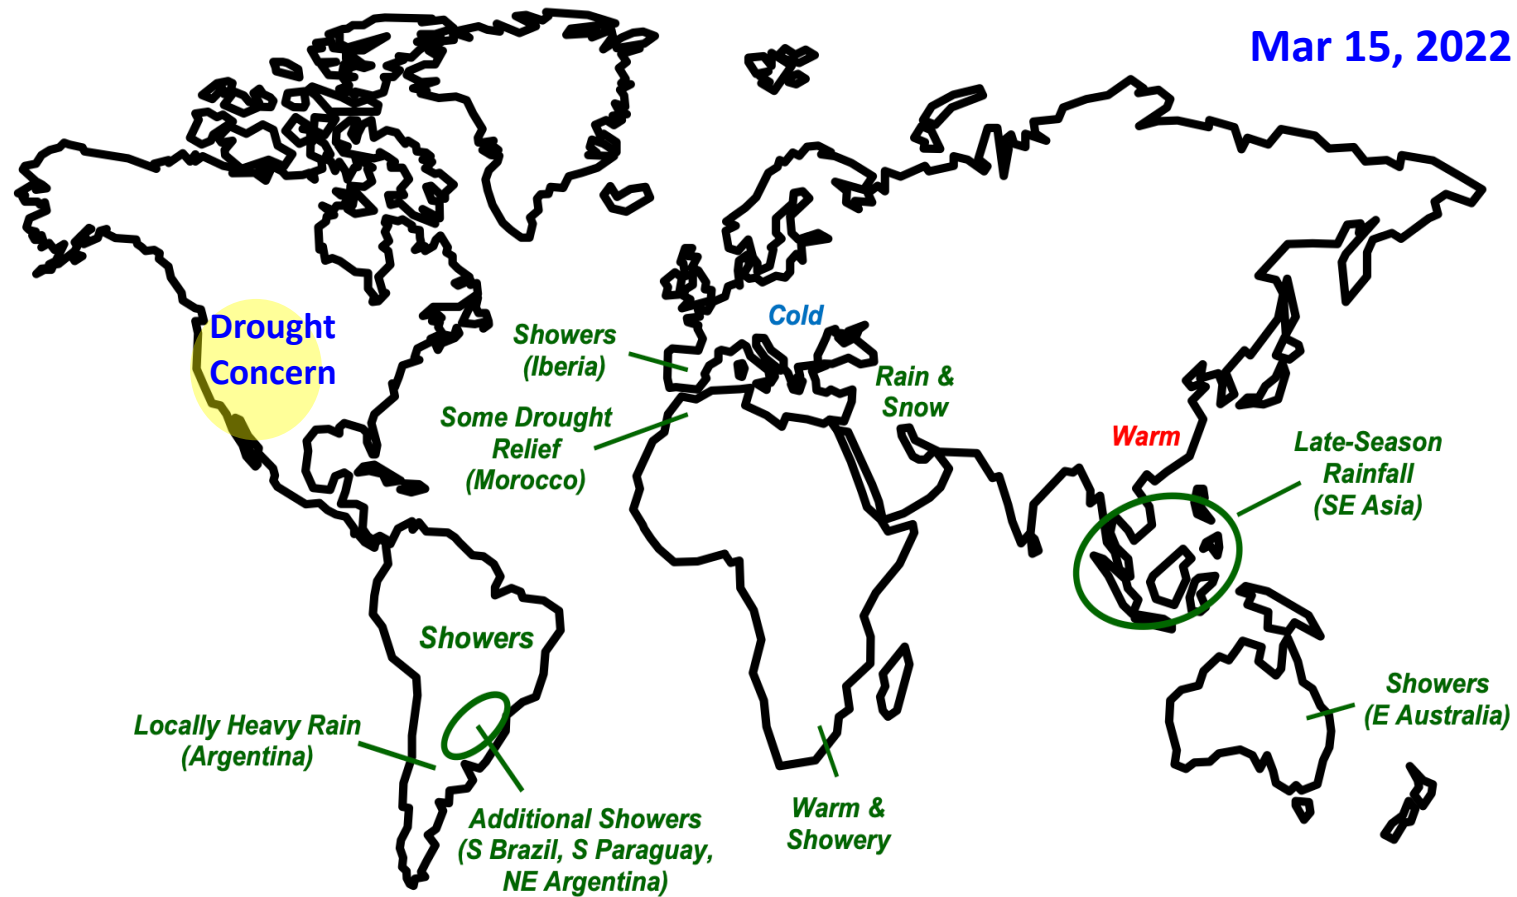 Mar 15, 2022
Drought
Concern
Cold
Showers
(Iberia)
Rain &
Snow
Some Drought
Relief
(Morocco)
Warm
Late-Season
Rainfall
(SE Asia)
Showers
Showers
(E Australia)
Locally Heavy Rain
(Argentina)
Additional Showers
(S Brazil, S Paraguay,
NE Argentina)
Warm &
Showery